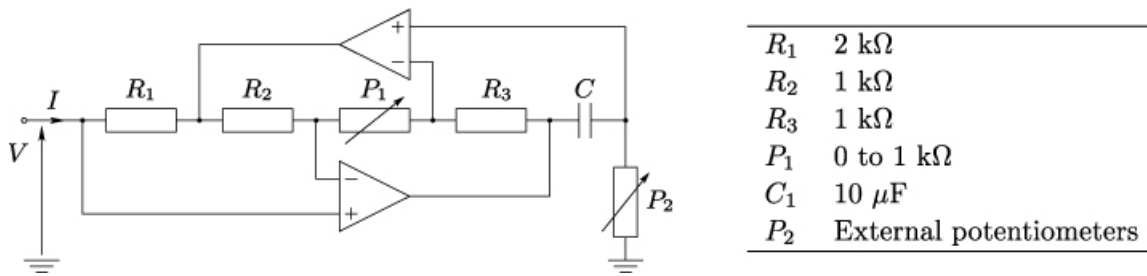 I
V
R₁
R₂
P₁
R₃
C
P₂
+
−
−
+
R₁ 2 kΩ
R₂ 1 kΩ
R₃ 1 kΩ
P₁ 0 to 1 kΩ
C₁ 10 μF
P₂ External potentiometers